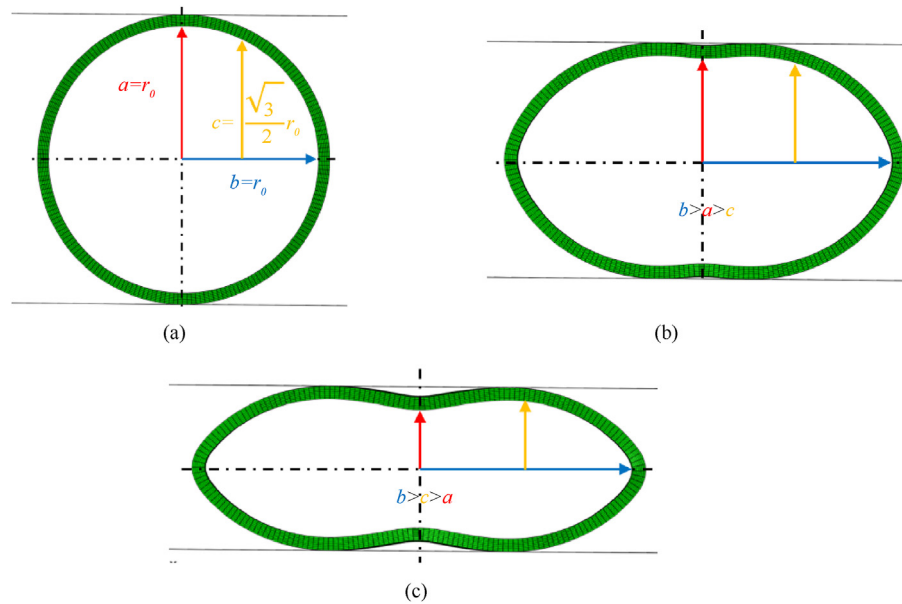 a=r₀
c=√3/2 r₀
b=r₀
(a)
b>a>c
(b)
b>c>a
(c)